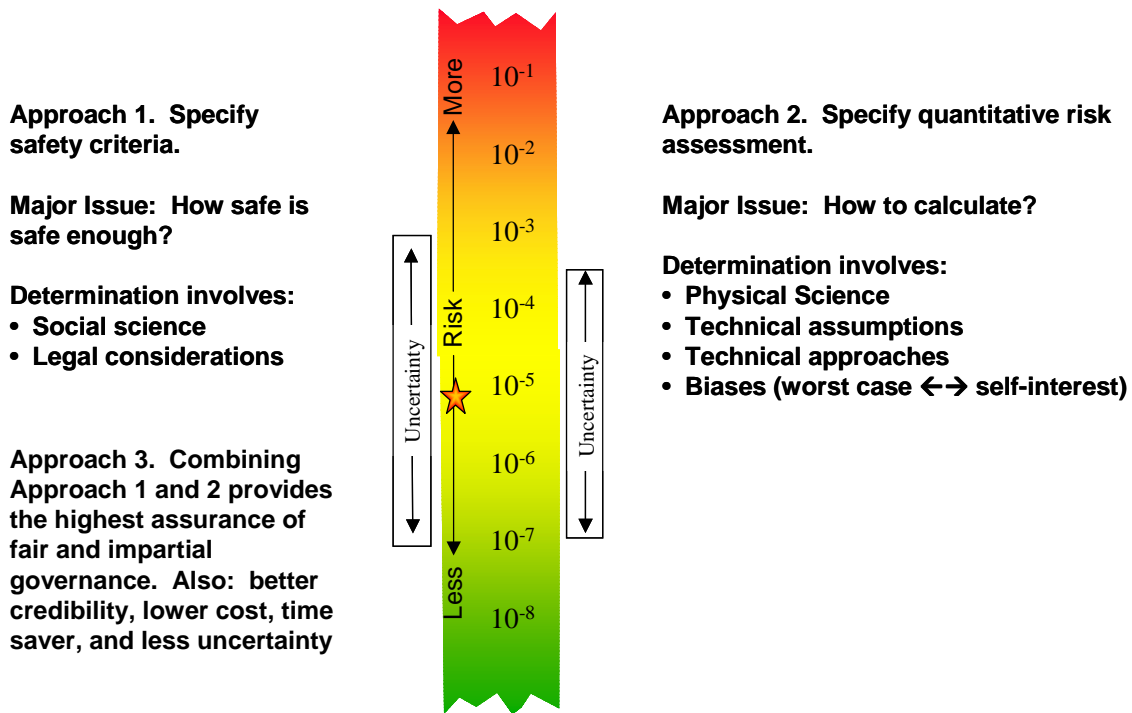 Approach 1.  Specify
safety criteria.
Major Issue:  How safe is
safe enough?
Determination involves:
• Social science
• Legal considerations
Approach 3.  Combining
Approach 1 and 2 provides
the highest assurance of
fair and impartial
governance.  Also:  better
credibility, lower cost, time
saver, and less uncertainty
Uncertainty
More
Risk
Less
10⁻¹
10⁻²
10⁻³
10⁻⁴
10⁻⁵
10⁻⁶
10⁻⁷
10⁻⁸
Uncertainty
Approach 2.  Specify quantitative risk
assessment.
Major Issue:  How to calculate?
Determination involves:
• Physical Science
• Technical assumptions
• Technical approaches
• Biases (worst case ←→ self-interest)